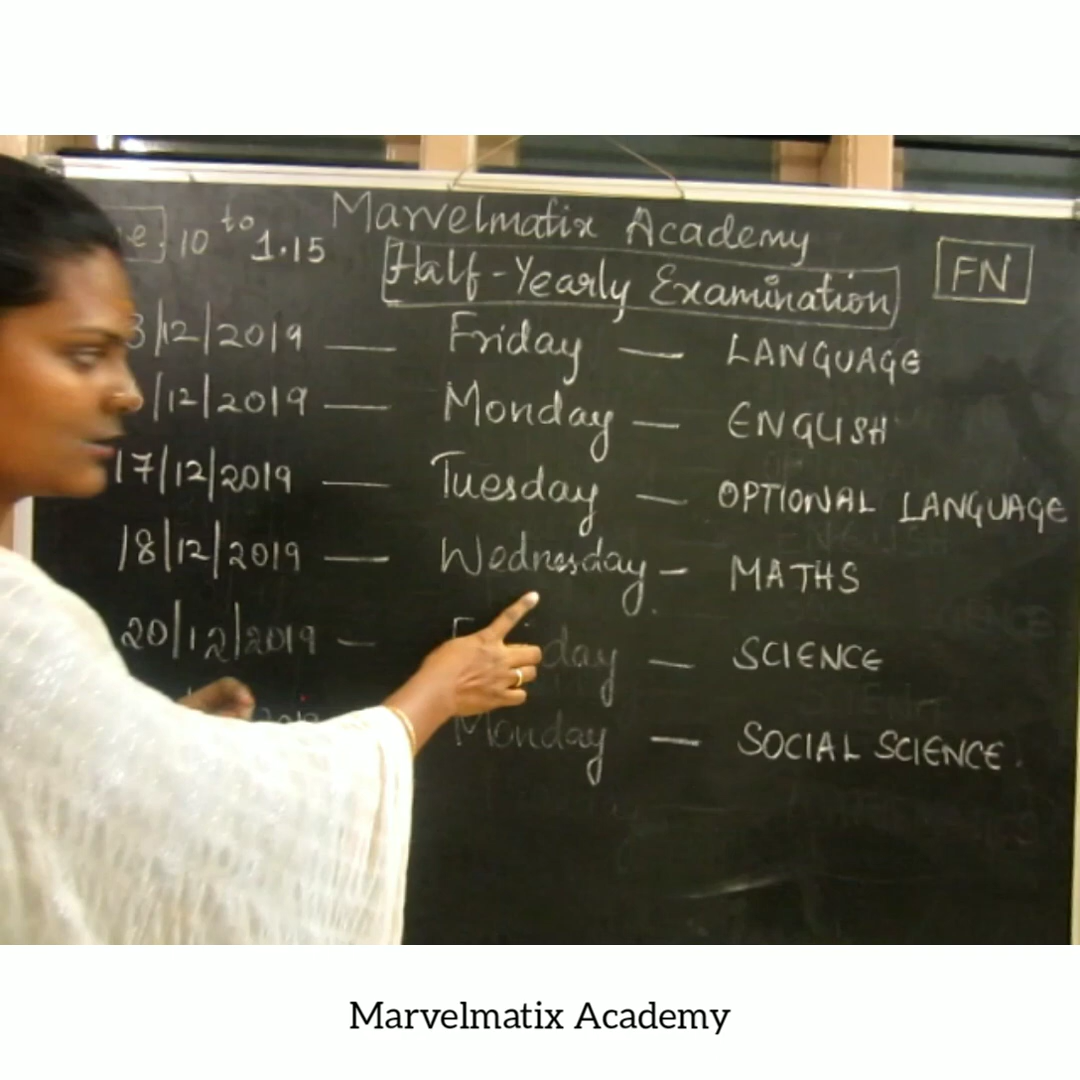 Marvelmatix Academy
10 to 1.15
Half-Yearly Examination
FN
3/12/2019 — Friday — LANGUAGE
/12/2019 — Monday — ENGLISH
17/12/2019 — Tuesday — OPTIONAL LANGUAGE
18/12/2019 — Wednesday — MATHS
20/12/2019 — day — SCIENCE
Monday — SOCIAL SCIENCE.
Marvelmatix Academy